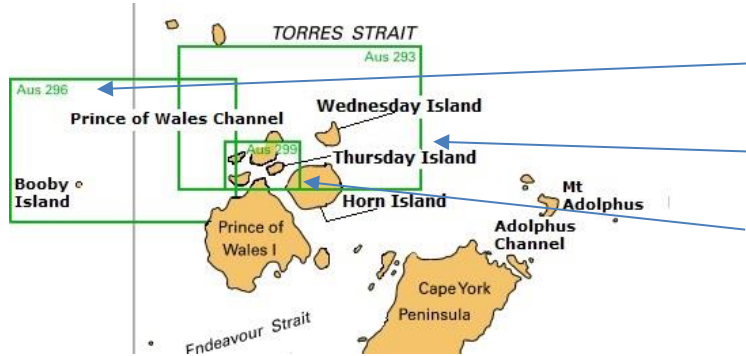 TORRES STRAIT
Aus 293
Aus 296
Wednesday Island
Prince of Wales Channel
Aus 299
Thursday Island
Booby
Island
Mt
Adolphus
Horn Island
Prince of
Wales I
Adolphus
Channel
Cape York
Peninsula
Endeavour Strait